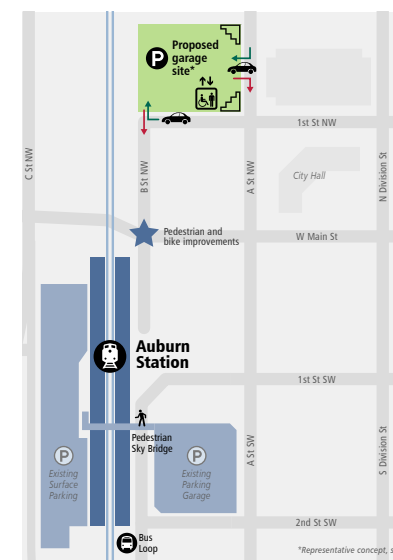 P
Proposed
garage
site*
1st St NW
C St NW
B St NW
A St NW
City Hall
N Division St
Pedestrian and
bike improvements
W Main St
Auburn
Station
1st St SW
Pedestrian
Sky Bridge
P
Existing
Surface
Parking
P
Existing
Parking
Garage
A St SW
S Division St
2nd St SW
Bus
Loop
*Representative concept, s